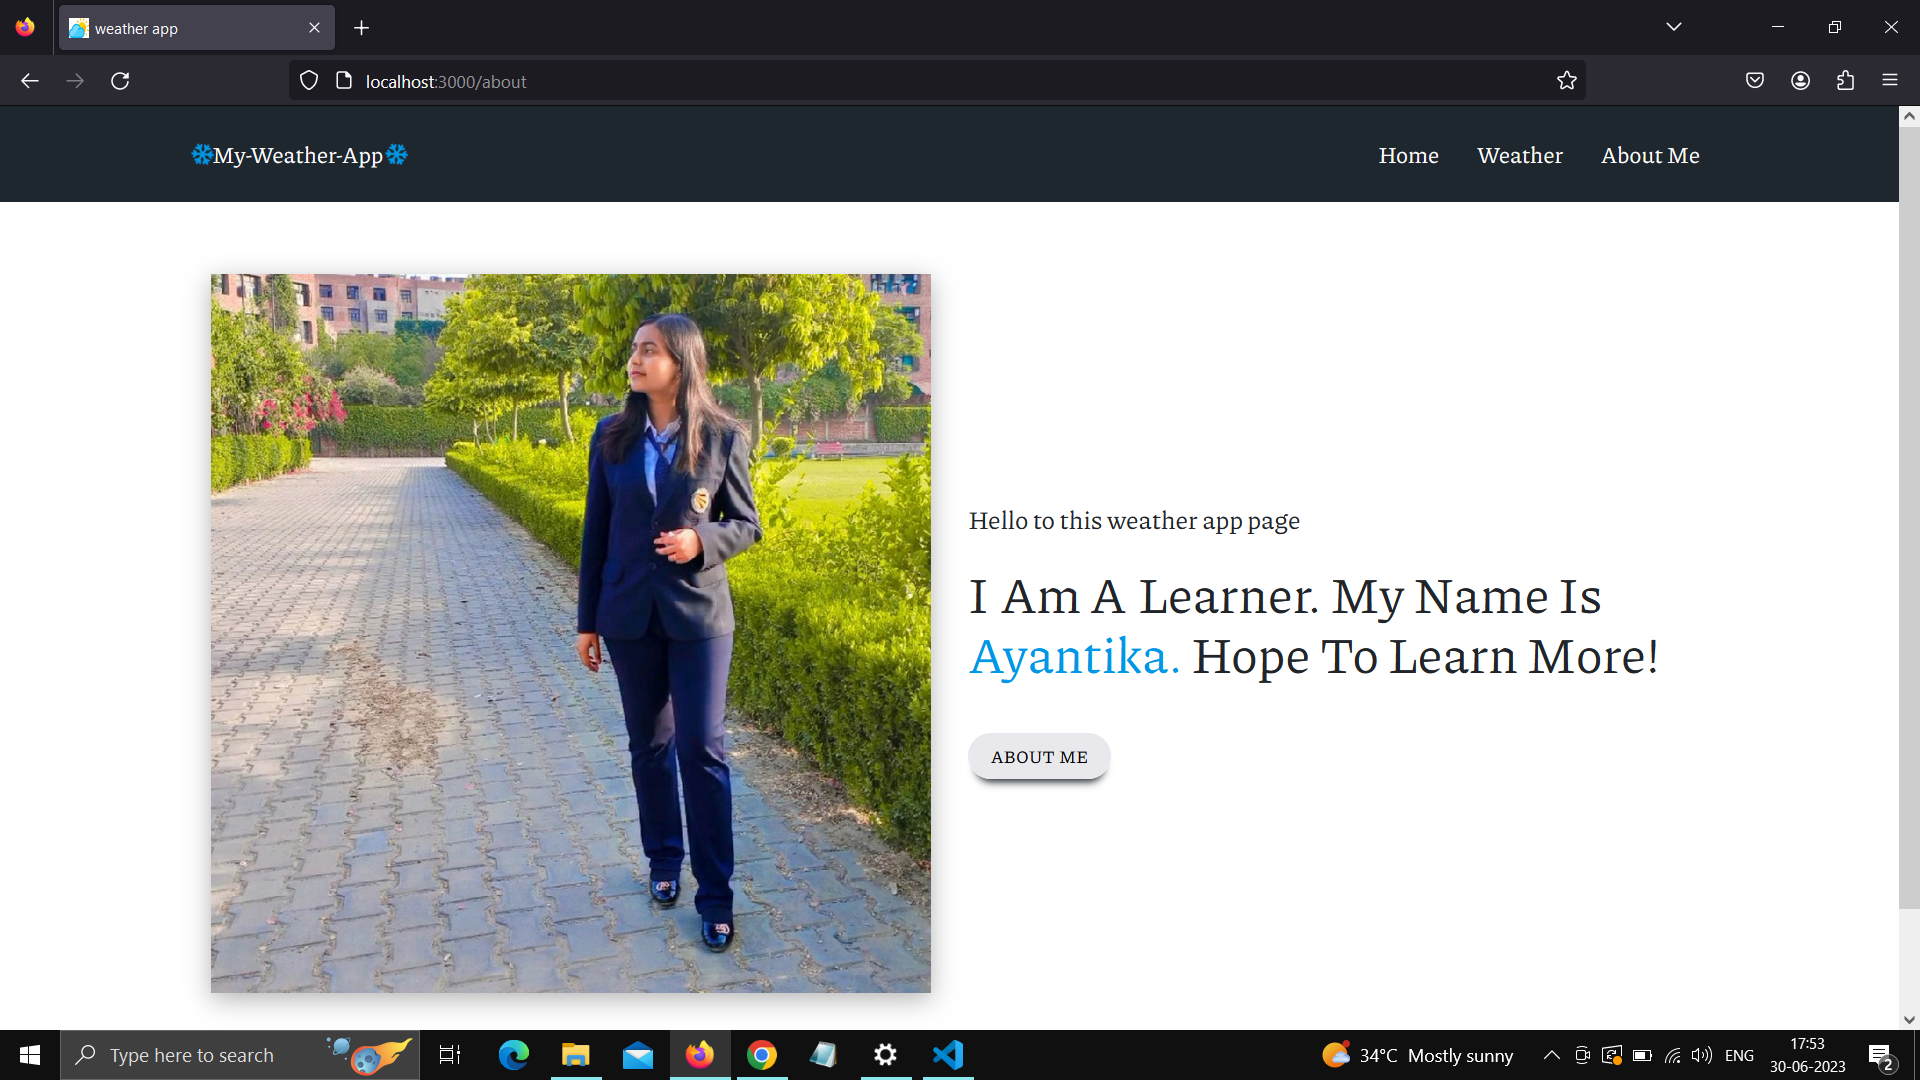 weather app
localhost:3000/about
My-Weather-App
Home Weather About Me
Hello to this weather app page
I Am A Learner. My Name Is
Ayantika. Hope To Learn More!
ABOUT ME
Type here to search
34°C Mostly sunny
ENG
17:53
30-06-2023
2